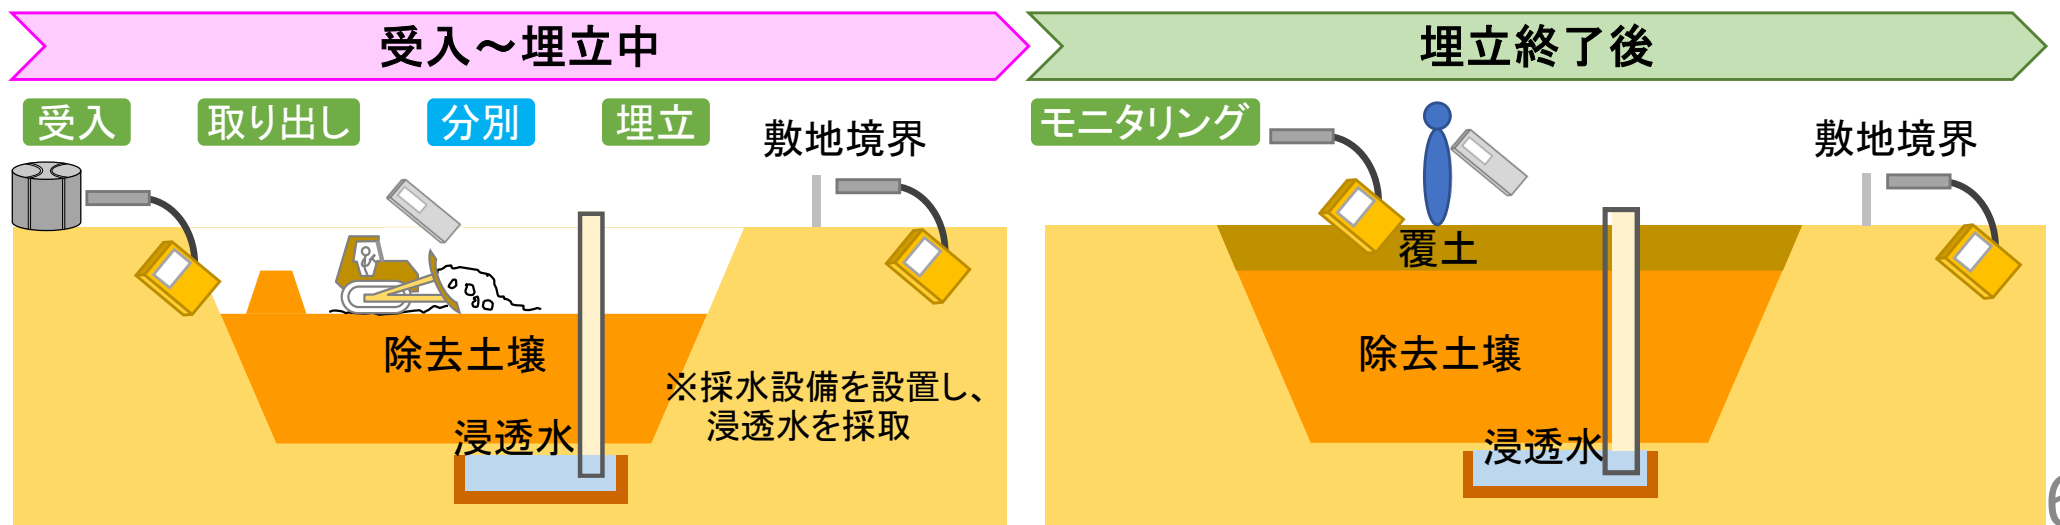 受入～埋立中
埋立終了後
受入
取り出し
分別
埋立
敷地境界
除去土壌
浸透水
※採水設備を設置し、
浸透水を採取
モニタリング
敷地境界
覆土
除去土壌
浸透水